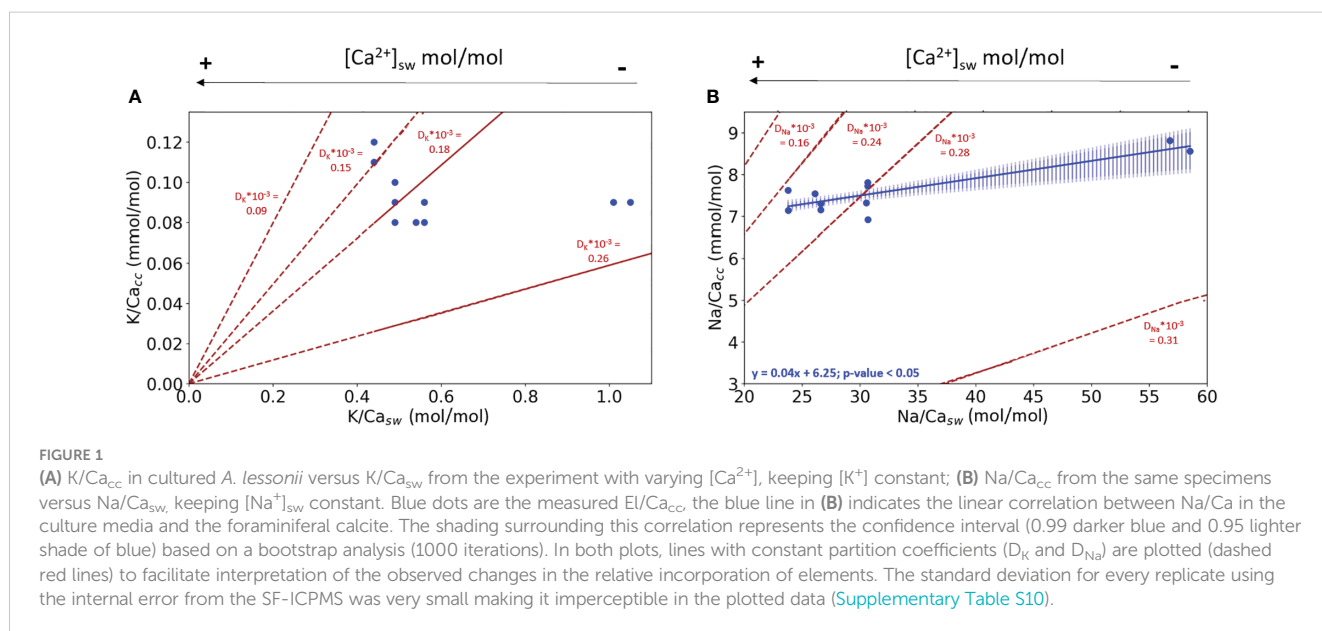 [Ca²⁺]sw mol/mol
+ -
A
K/Cacc (mmol/mol)
0.12
0.10
0.08
0.06
0.04
0.02
0.00
DK*10⁻³ =
0.09
DK*10⁻³ =
0.15
DK*10⁻³ =
0.18
DK*10⁻³ =
0.26
0.0 0.2 0.4 0.6 0.8 1.0
K/Casw (mol/mol)
[Ca²⁺]sw mol/mol
+ -
B
Na/Cacc (mmol/mol)
9
8
7
6
5
4
3
DNa*10⁻³
= 0.16
DNa*10⁻³
= 0.24
DNa*10⁻³
= 0.28
DNa*10⁻³
= 0.31
y = 0.04x + 6.25; p-value < 0.05
20 25 30 35 40 45 50 55 60
Na/Casw (mol/mol)
FIGURE 1
(A) K/Cacc in cultured A. lessonii versus K/Casw from the experiment with varying [Ca²⁺], keeping [K⁺] constant; (B) Na/Cacc from the same specimens
versus Na/Casw, keeping [Na⁺]sw constant. Blue dots are the measured El/Cacc, the blue line in (B) indicates the linear correlation between Na/Ca in the
culture media and the foraminiferal calcite. The shading surrounding this correlation represents the confidence interval (0.99 darker blue and 0.95 lighter
shade of blue) based on a bootstrap analysis (1000 iterations). In both plots, lines with constant partition coefficients (DK and DNa) are plotted (dashed
red lines) to facilitate interpretation of the observed changes in the relative incorporation of elements. The standard deviation for every replicate using
the internal error from the SF-ICPMS was very small making it imperceptible in the plotted data (Supplementary Table S10).